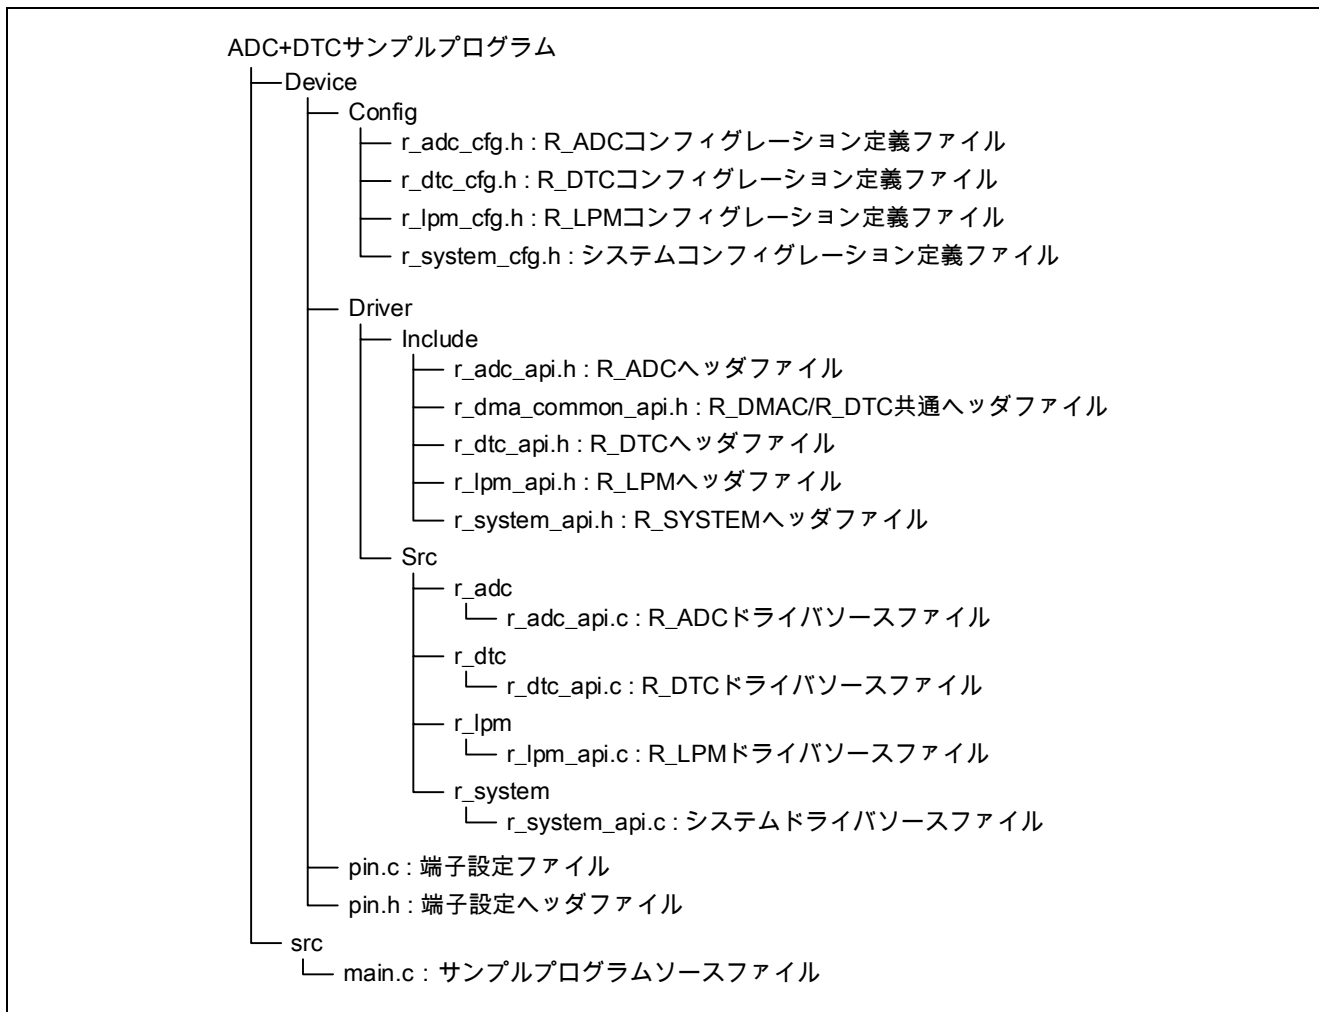 ADC+DTCサンプルプログラム
Device
Config
r_adc_cfg.h : R_ADCコンフィグレーション定義ファイル
r_dtc_cfg.h : R_DTCコンフィグレーション定義ファイル
r_lpm_cfg.h : R_LPMコンフィグレーション定義ファイル
r_system_cfg.h : システムコンフィグレーション定義ファイル
Driver
Include
r_adc_api.h : R_ADCヘッダファイル
r_dma_common_api.h : R_DMAC/R_DTC共通ヘッダファイル
r_dtc_api.h : R_DTCヘッダファイル
r_lpm_api.h : R_LPMヘッダファイル
r_system_api.h : R_SYSTEMヘッダファイル
Src
r_adc
r_adc_api.c : R_ADCドライバソースファイル
r_dtc
r_dtc_api.c : R_DTCドライバソースファイル
r_lpm
r_lpm_api.c : R_LPMドライバソースファイル
r_system
r_system_api.c : システムドライバソースファイル
pin.c : 端子設定ファイル
pin.h : 端子設定ヘッダファイル
src
main.c : サンプルプログラムソースファイル